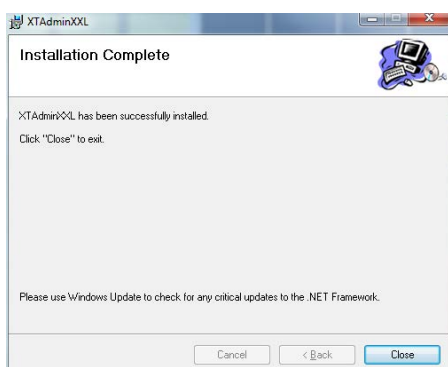 XTAdminXXL
Installation Complete
XTAdminXXL has been successfully installed.
Click "Close" to exit.
Please use Windows Update to check for any critical updates to the .NET Framework.
Cancel
< Back
Close